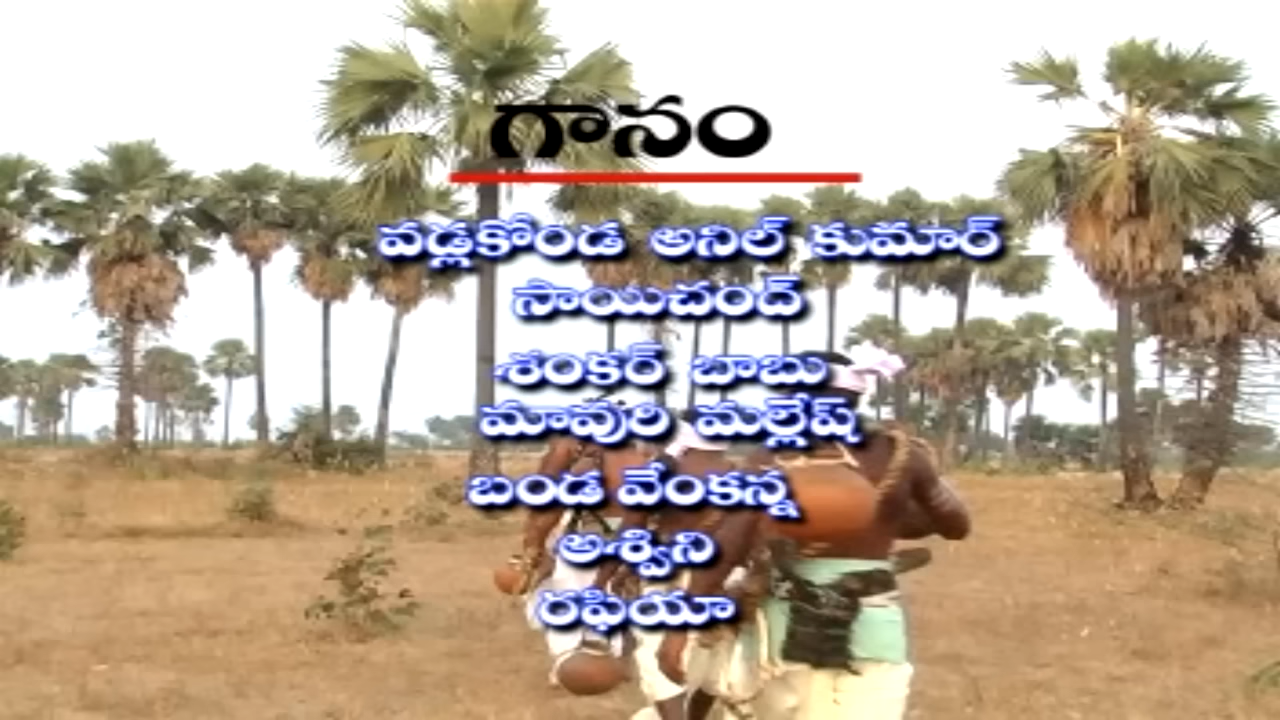 గానం
వడ్లకోండ అనిల్ కుమార్
సాయిచంద్
శంకర్ బాబు
మావురి మల్లేష్
బండ వేంకన్న
అశ్విని
రఫియా